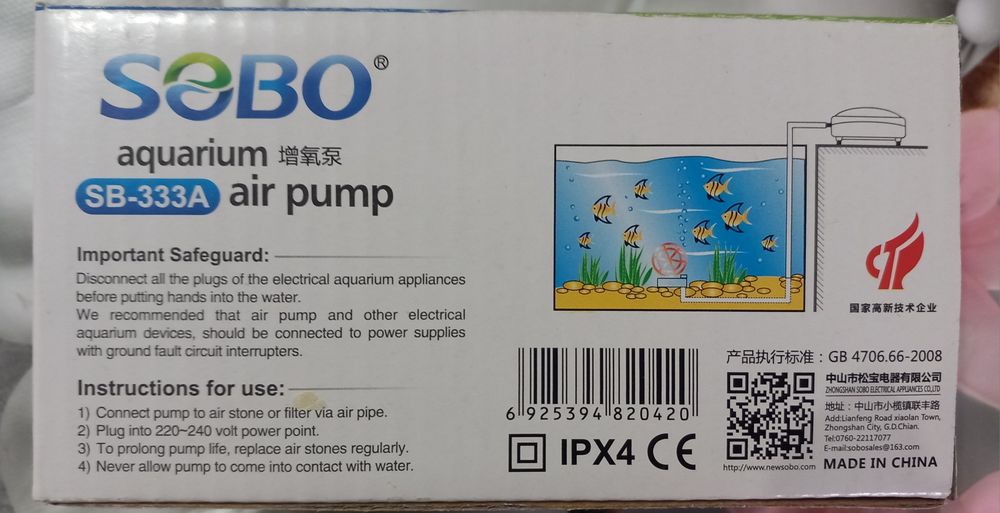 SOBO®
aquarium 增氧泵
SB-333A air pump
Important Safeguard:
Disconnect all the plugs of the electrical aquarium appliances
before putting hands into the water.
We recommended that air pump and other electrical
aquarium devices, should be connected to power supplies
with ground fault circuit interrupters.
Instructions for use:
1) Connect pump to air stone or filter via air pipe.
2) Plug into 220~240 volt power point.
3) To prolong pump life, replace air stones regularly.
4) Never allow pump to come into contact with water.
国家高新技术企业
6 925394 820420
IPX4 CE
产品执行标准：GB 4706.66-2008
中山市松宝电器有限公司
ZHONGSHAN SOBO ELECTRICAL APPLIANCES CO.,LTD
地址：中山市小榄镇联丰路
Add:Lianfeng Road xiaolan Town,
Zhongshan City, G.D.Chian.
Tel:0760-22117077
E-mail:sobosales@163.com
http://www.newsobo.com MADE IN CHINA